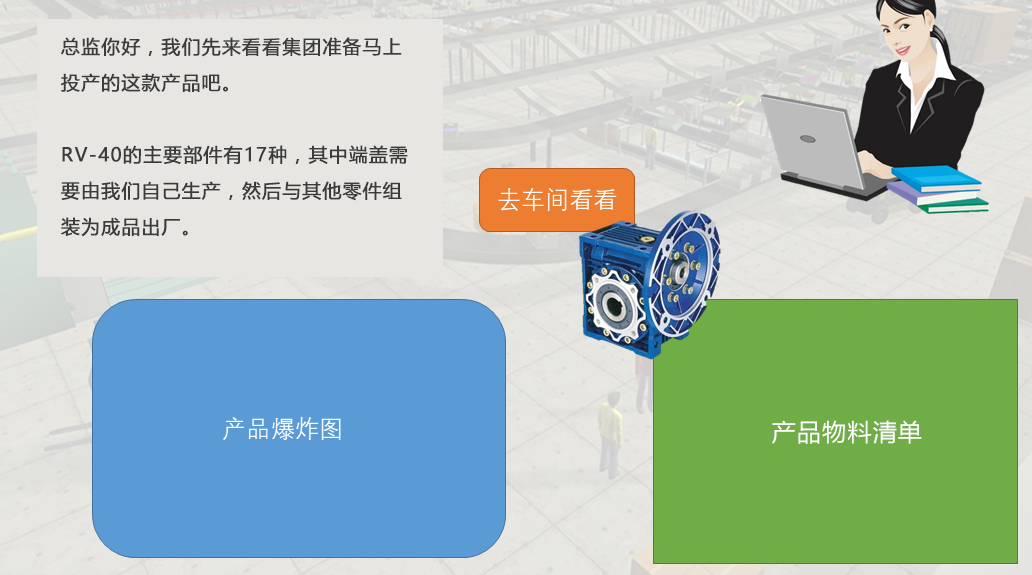 总监你好，我们先来看看集团准备马上
投产的这款产品吧。
RV-40的主要部件有17种，其中端盖需
要由我们自己生产，然后与其他零件组
装为成品出厂。
去车间看看
产品爆炸图
产品物料清单